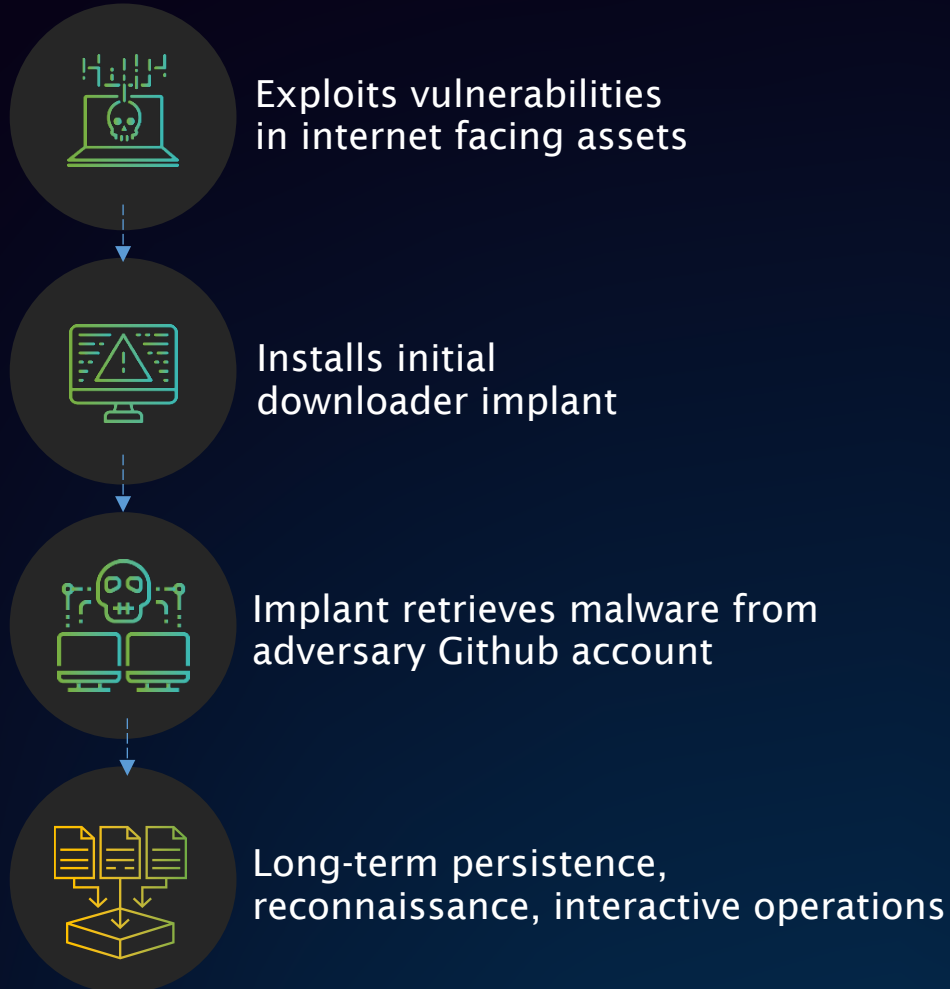 Exploits vulnerabilities
in internet facing assets
Installs initial
downloader implant
Implant retrieves malware from
adversary Github account
Long-term persistence,
reconnaissance, interactive operations